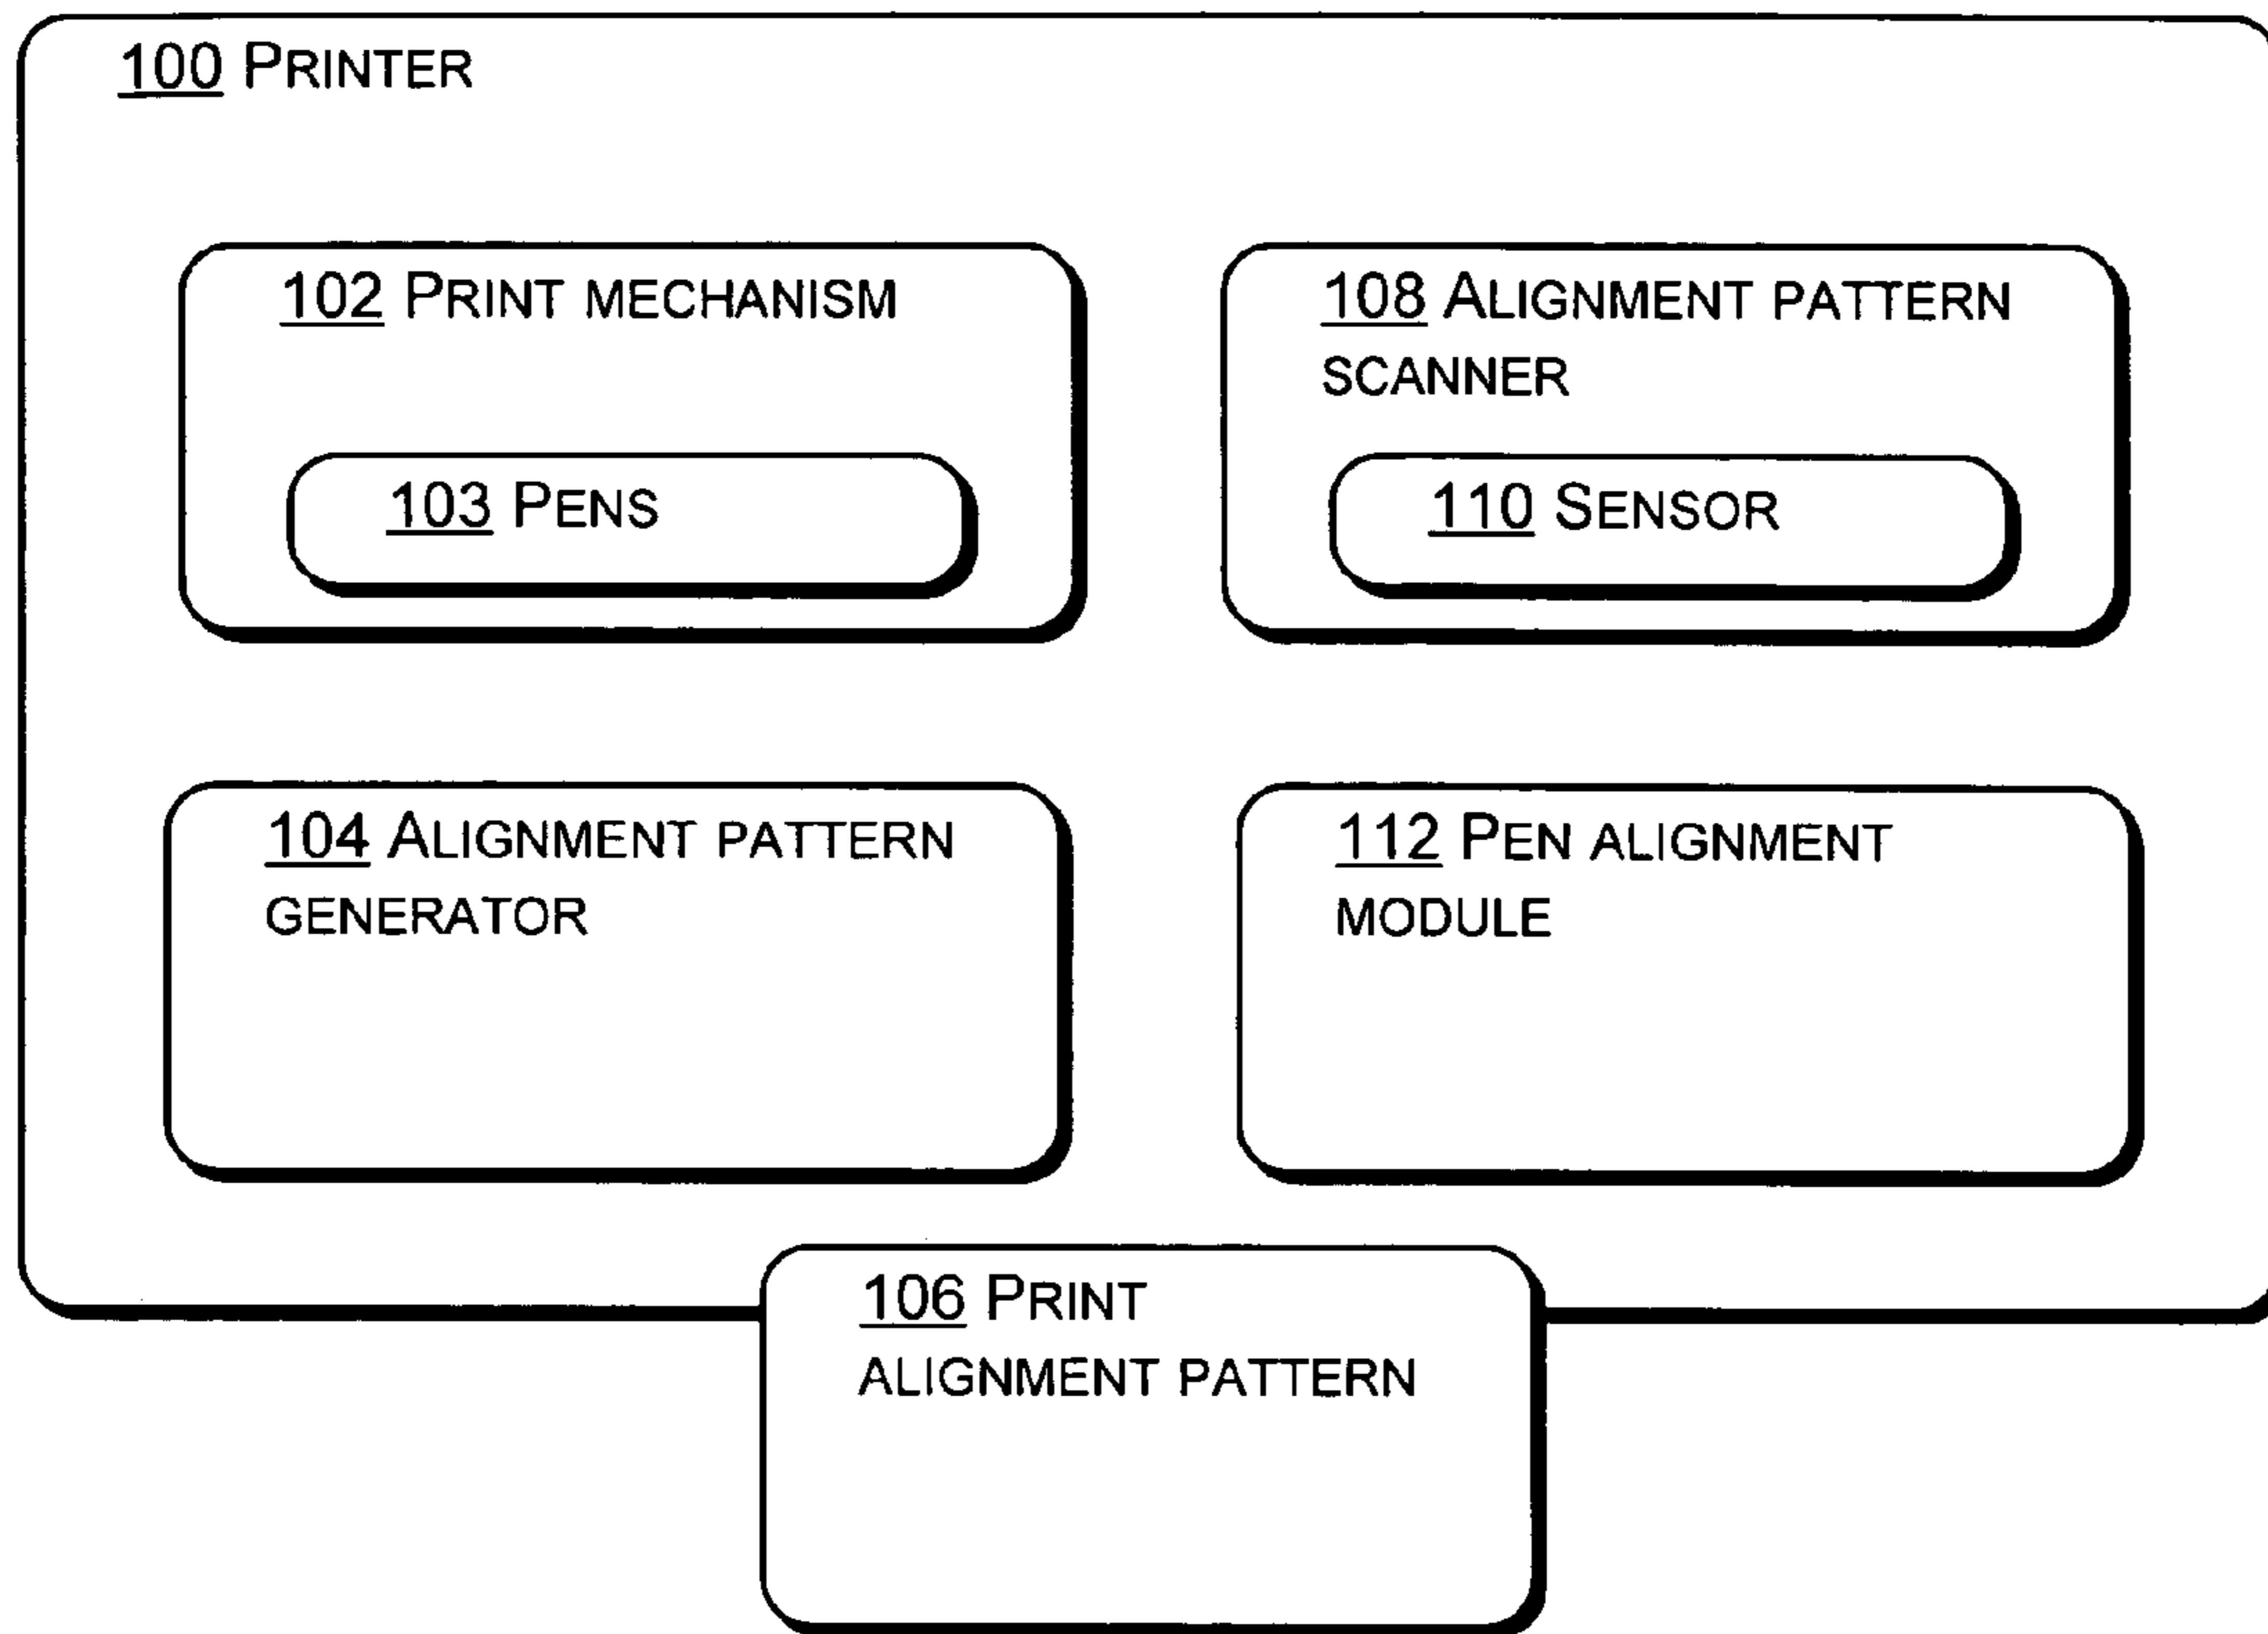 100 PRINTER
102 PRINT MECHANISM
103 PENS
108 ALIGNMENT PATTERN
SCANNER
110 SENSOR
104 ALIGNMENT PATTERN
GENERATOR
112 PEN ALIGNMENT
MODULE
106 PRINT
ALIGNMENT PATTERN